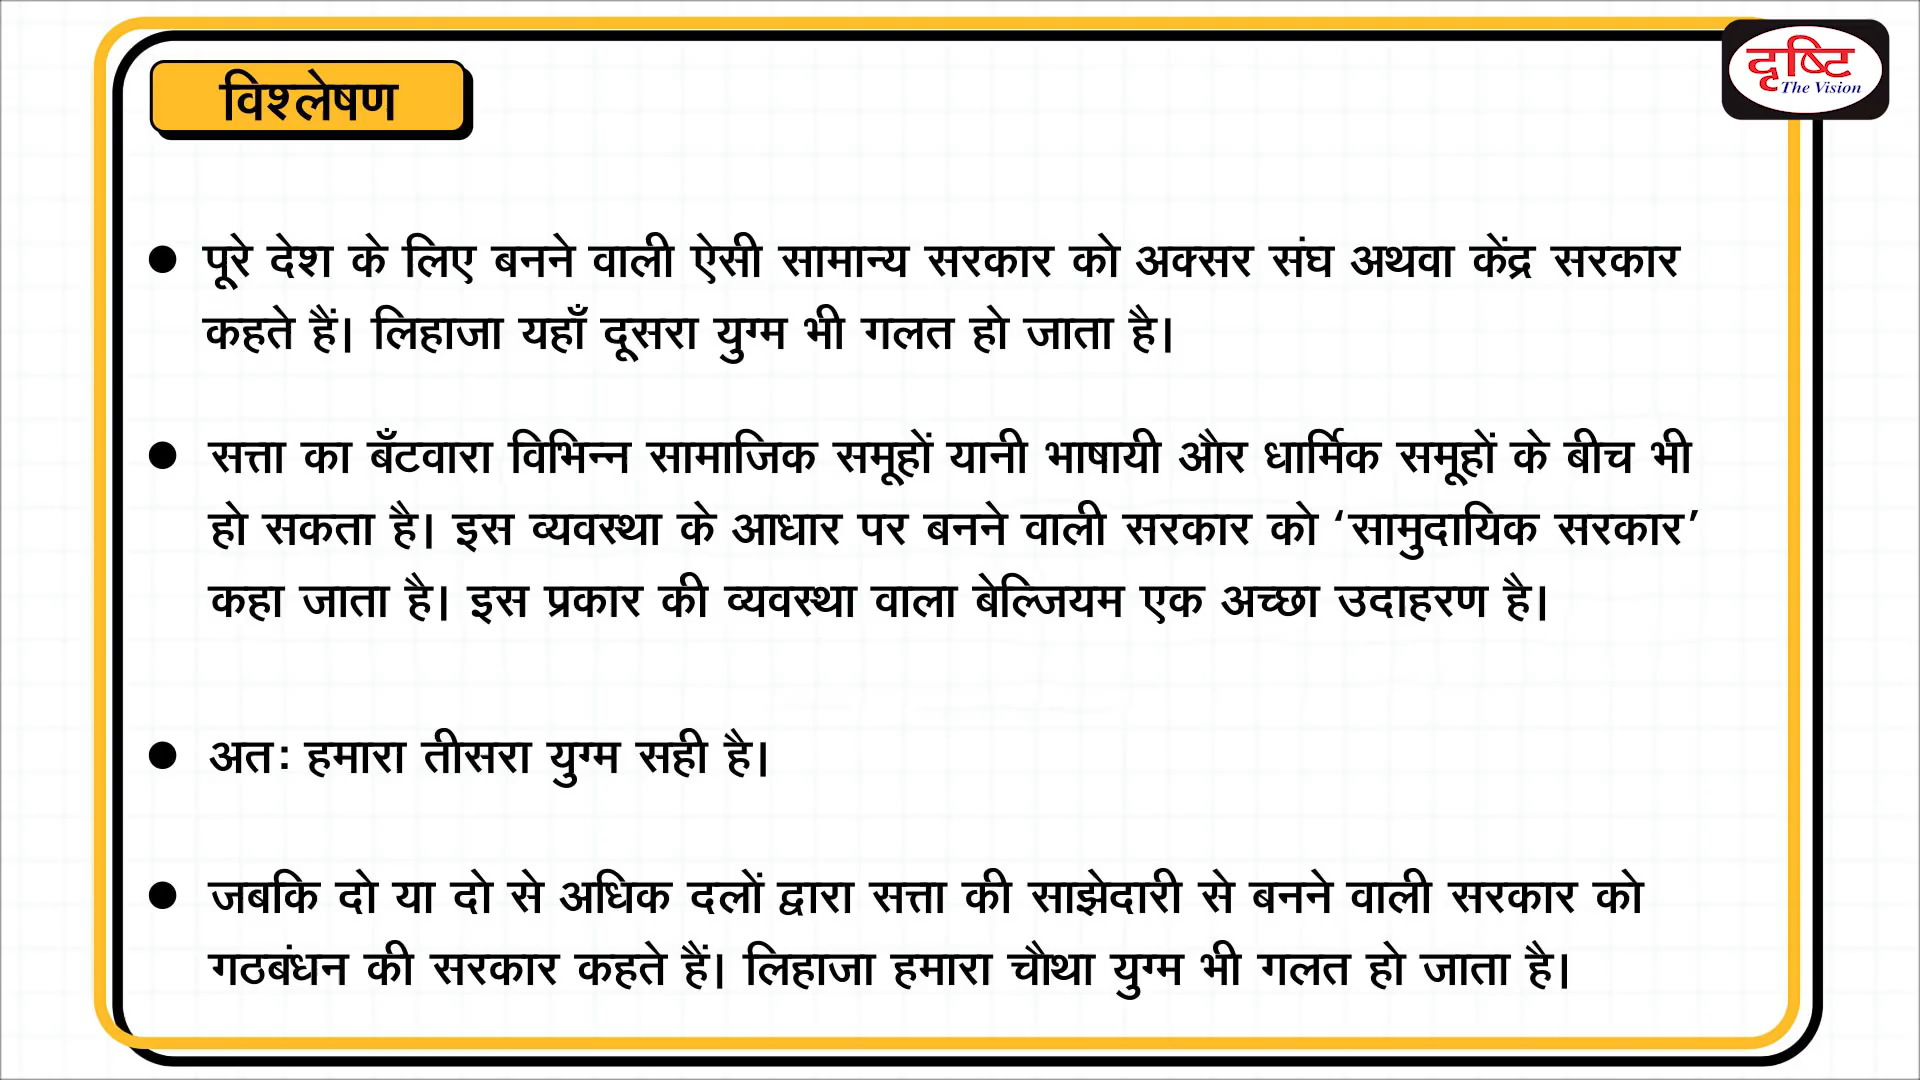 दृष्टि
The Vision
विश्लेषण
● पूरे देश के लिए बनने वाली ऐसी सामान्य सरकार को अक्सर संघ अथवा केंद्र सरकार
कहते हैं। लिहाजा यहाँ दूसरा युग्म भी गलत हो जाता है।
● सत्ता का बँटवारा विभिन्न सामाजिक समूहों यानी भाषायी और धार्मिक समूहों के बीच भी
हो सकता है। इस व्यवस्था के आधार पर बनने वाली सरकार को ‘सामुदायिक सरकार’
कहा जाता है। इस प्रकार की व्यवस्था वाला बेल्जियम एक अच्छा उदाहरण है।
● अतः हमारा तीसरा युग्म सही है।
● जबकि दो या दो से अधिक दलों द्वारा सत्ता की साझेदारी से बनने वाली सरकार को
गठबंधन की सरकार कहते हैं। लिहाजा हमारा चौथा युग्म भी गलत हो जाता है।